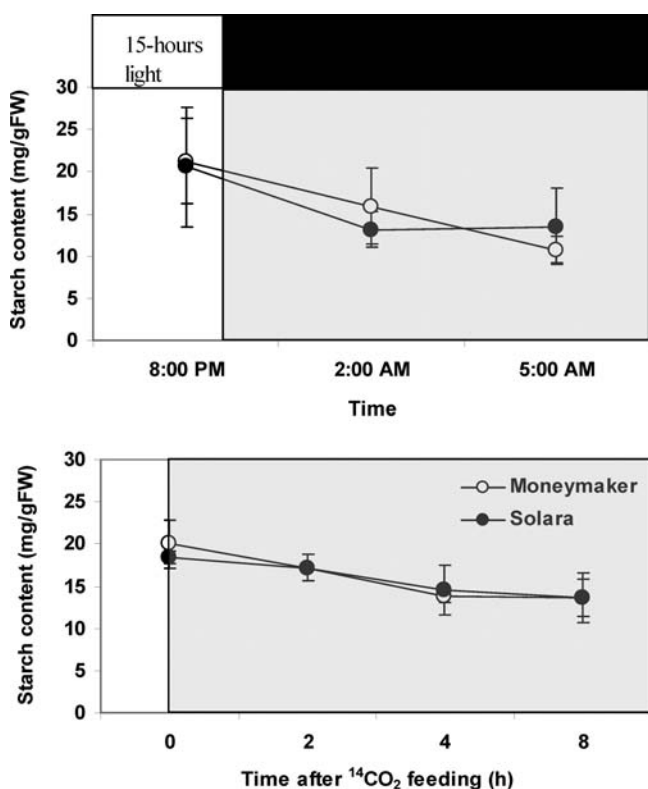 15-hours
light
30
25
20
15
10
5
0
Starch content (mg/gFW)
8:00 PM 2:00 AM 5:00 AM
Time
30
25
20
15
10
5
0
Starch content (mg/gFW)
Moneymaker
Solara
0 2 4 8
Time after ¹⁴CO₂ feeding (h)